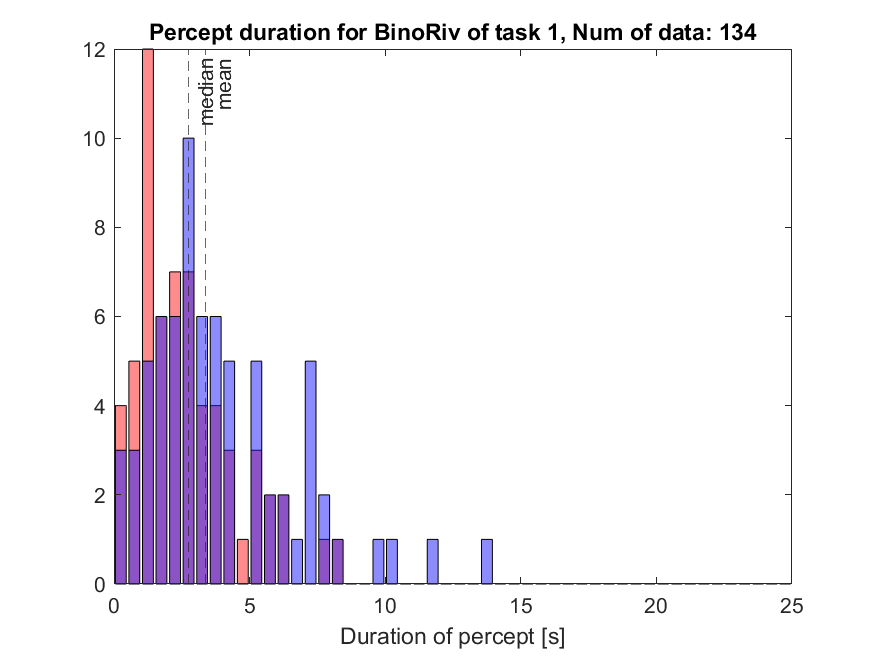 Percept duration for BinoRiv of task 1, Num of data: 134
12
10
8
6
4
2
0
median
mean
0 5 10 15 20 25
Duration of percept [s]